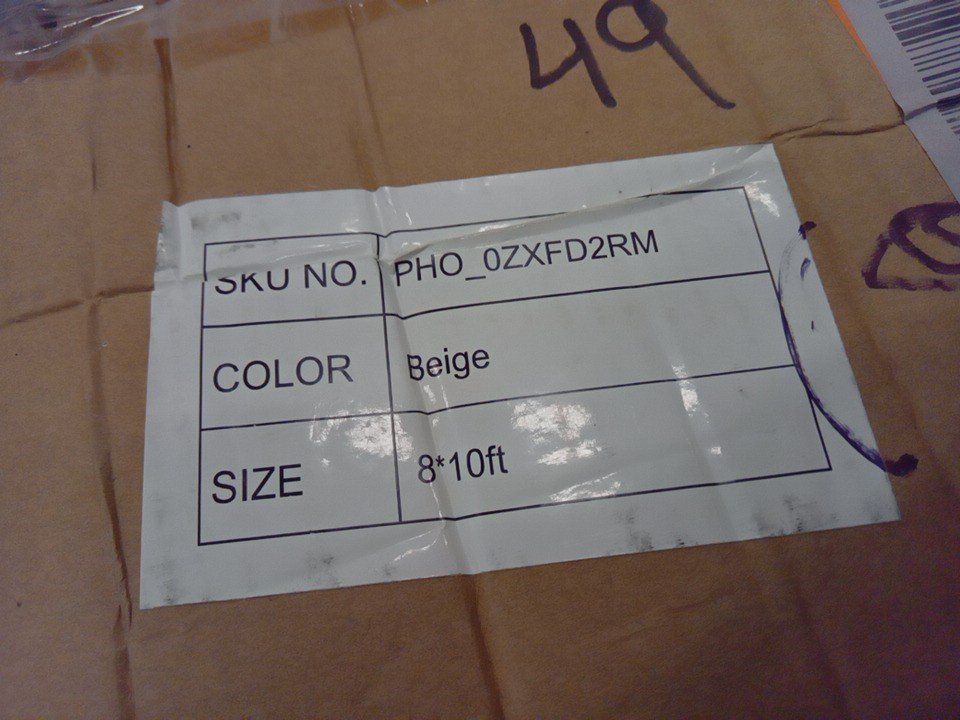 49
SKU NO. PHO_0ZXFD2RM
COLOR Beige
SIZE 8*10ft